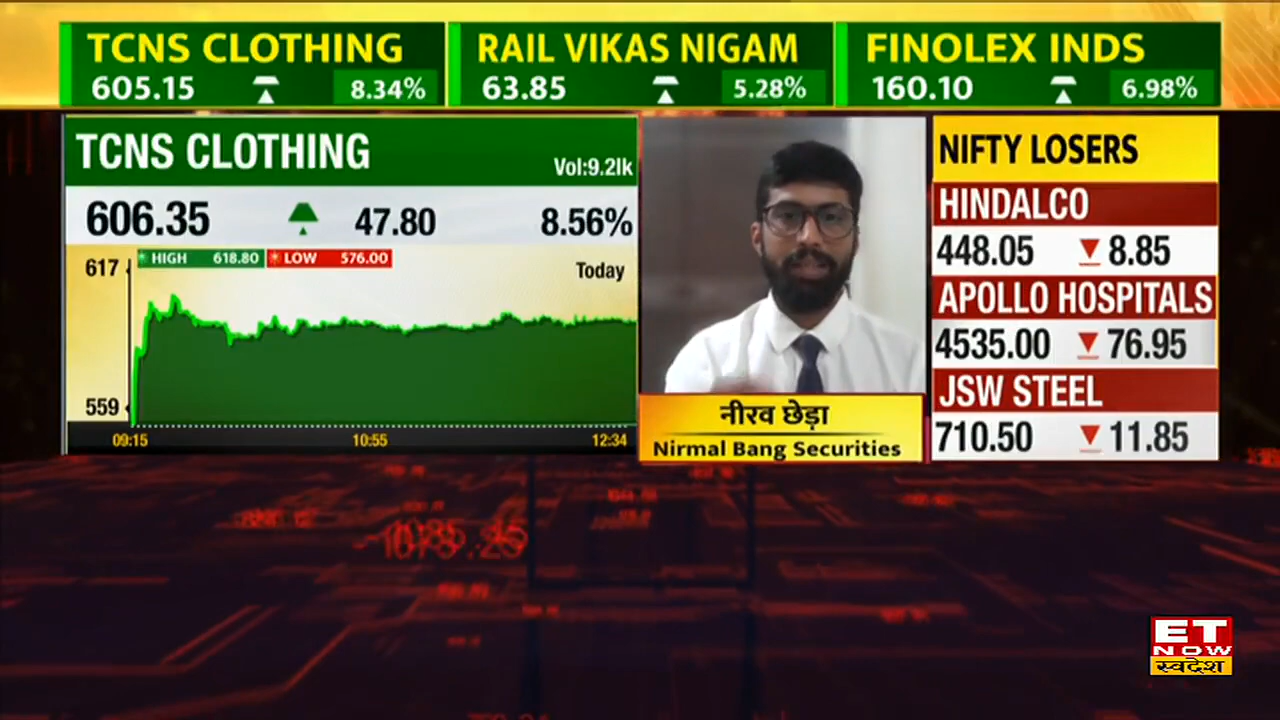 TCNS CLOTHING
605.15 8.34%
RAIL VIKAS NIGAM
63.85 5.28%
FINOLEX INDS
160.10 6.98%
TCNS CLOTHING Vol:9.2lk
606.35 47.80 8.56%
HIGH 618.80 LOW 576.00
Today
617
559
09:15 10:55 12:34
नीरव छेड़ा
Nirmal Bang Securities
NIFTY LOSERS
HINDALCO
448.05 8.85
APOLLO HOSPITALS
4535.00 76.95
JSW STEEL
710.50 11.85
ET
NOW
स्वदेश